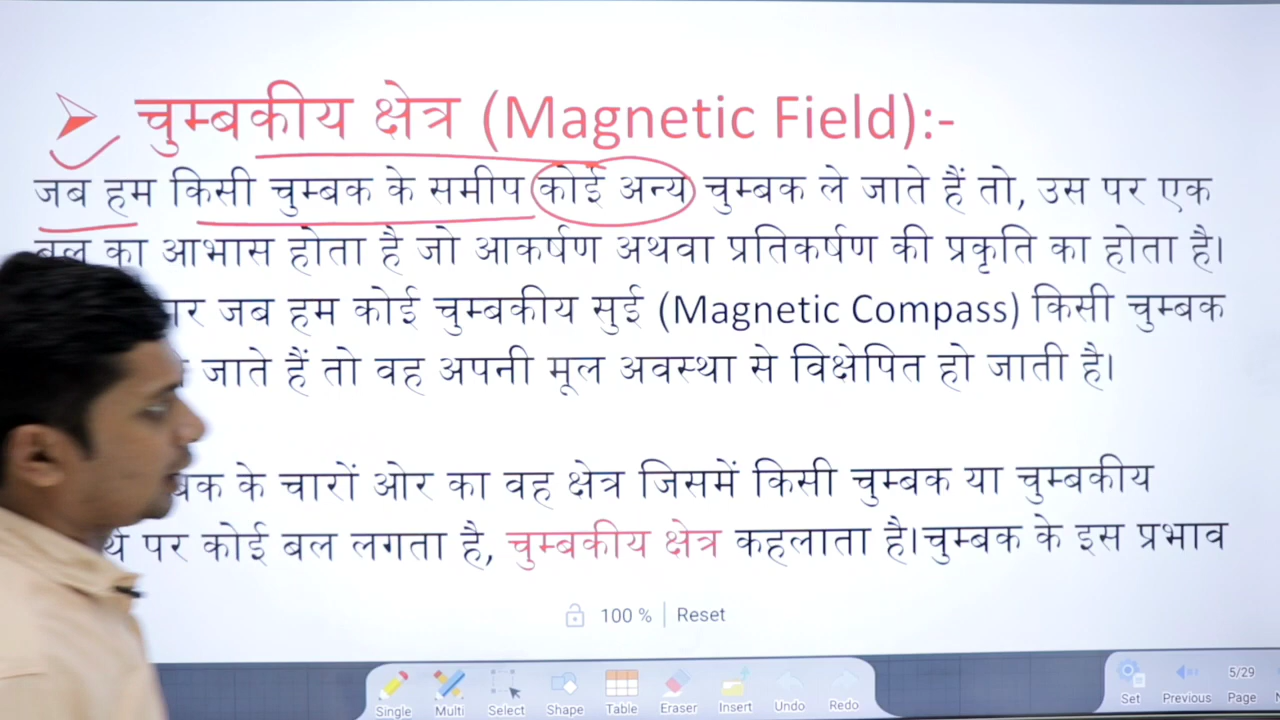 चुम्बकीय क्षेत्र (Magnetic Field):-
जब हम किसी चुम्बक के समीप कोई अन्य चुम्बक ले जाते हैं तो, उस पर एक
बल का आभास होता है जो आकर्षण अथवा प्रतिकर्षण की प्रकृति का होता है।
जब हम कोई चुम्बकीय सुई (Magnetic Compass) किसी चुम्बक
जाते हैं तो वह अपनी मूल अवस्था से विक्षेपित हो जाती है।
के चारों ओर का वह क्षेत्र जिसमें किसी चुम्बक या चुम्बकीय
पर कोई बल लगता है, चुम्बकीय क्षेत्र कहलाता है।चुम्बक के इस प्रभाव
100 % Reset
Single Multi Select Shape Table Eraser Insert Undo Redo
Set Previous 5/29 Page